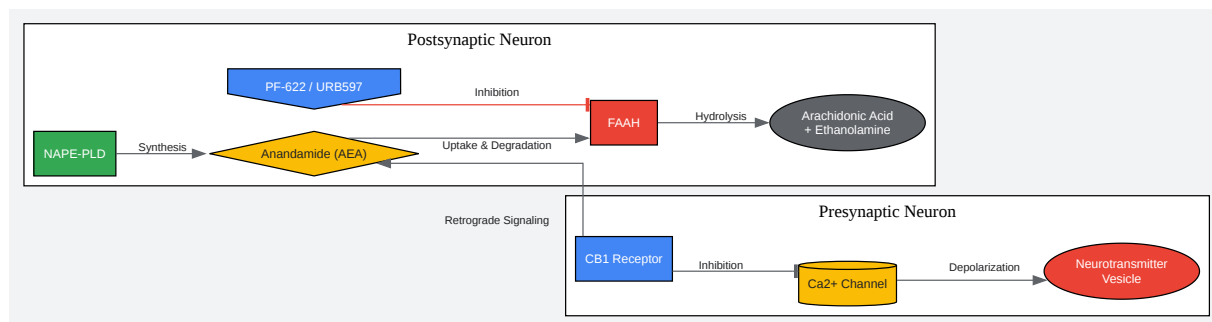 Postsynaptic Neuron
PF-622 / URB597
Inhibition
FAAH
Hydrolysis
Arachidonic Acid
+ Ethanolamine
NAPE-PLD
Synthesis
Anandamide (AEA)
Uptake & Degradation
Retrograde Signaling
Presynaptic Neuron
CB1 Receptor
Inhibition
Ca2+ Channel
Depolarization
Neurotransmitter
Vesicle